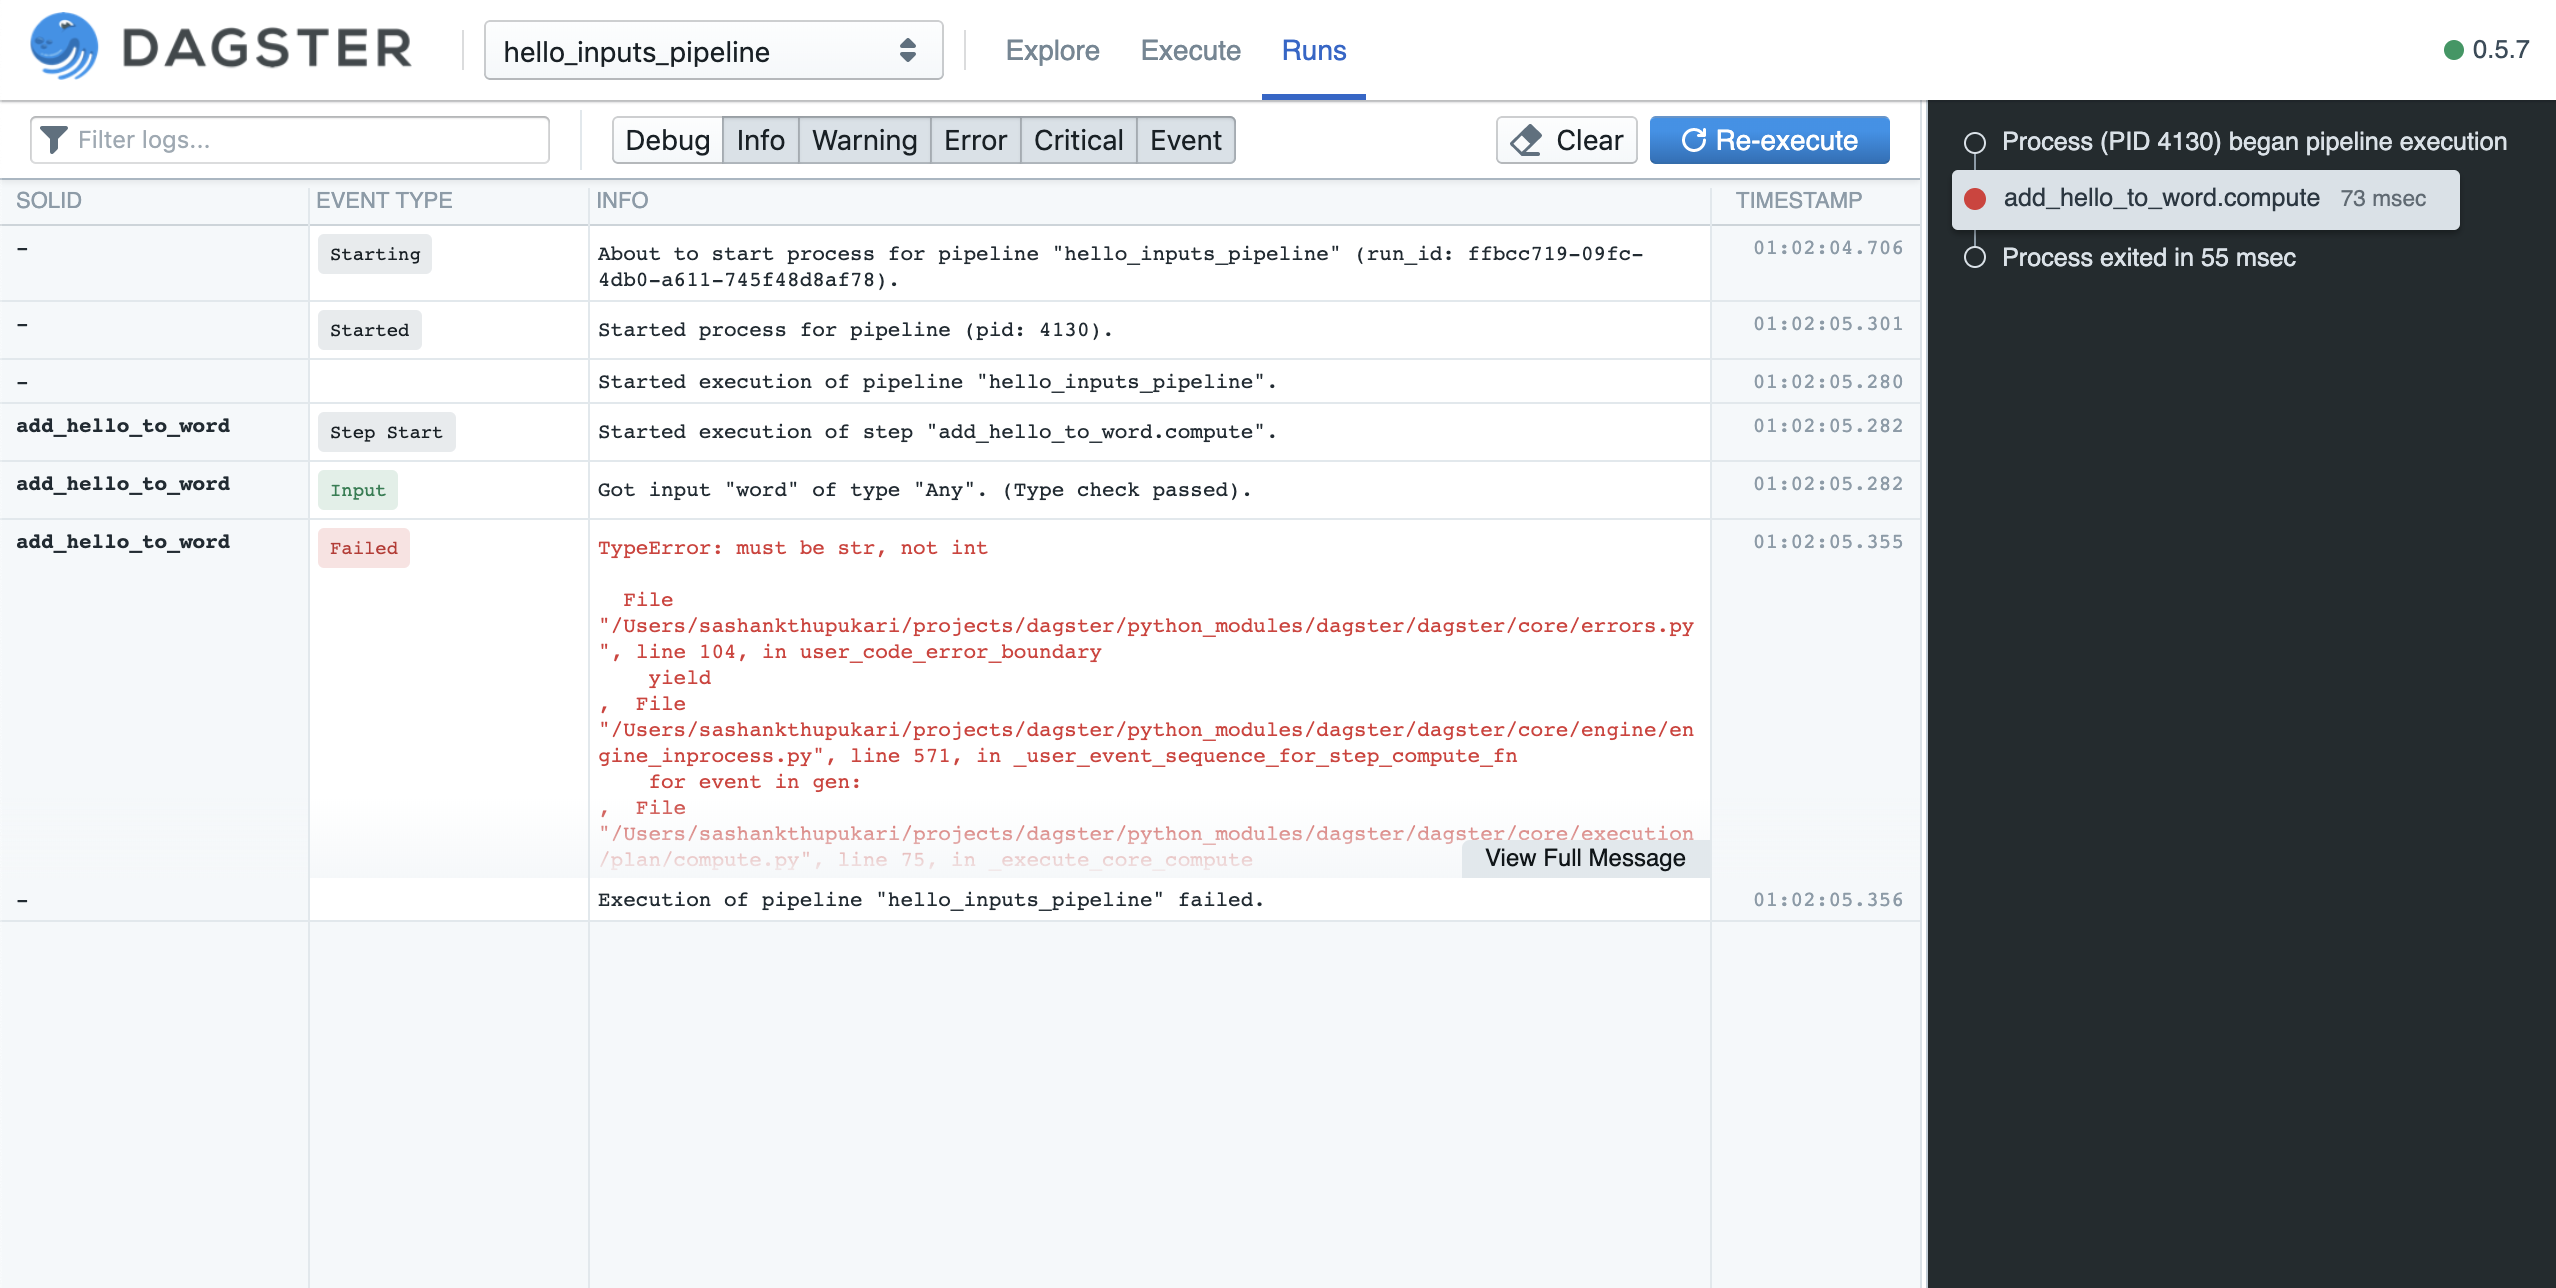 DAGSTER
hello_inputs_pipeline
Explore Execute Runs
0.5.7
Filter logs...
Debug Info Warning Error Critical Event
Clear
Re-execute
SOLID EVENT TYPE INFO TIMESTAMP
- Starting About to start process for pipeline "hello_inputs_pipeline" (run_id: ffbcc719-09fc- 01:02:04.706
4db0-a611-745f48d8af78).
- Started Started process for pipeline (pid: 4130). 01:02:05.301
- Started execution of pipeline "hello_inputs_pipeline". 01:02:05.280
add_hello_to_word Step Start Started execution of step "add_hello_to_word.compute". 01:02:05.282
add_hello_to_word Input Got input "word" of type "Any". (Type check passed). 01:02:05.282
add_hello_to_word Failed TypeError: must be str, not int 01:02:05.355
File
"/Users/sashankthupukari/projects/dagster/python_modules/dagster/dagster/core/errors.py
", line 104, in user_code_error_boundary
yield
, File
"/Users/sashankthupukari/projects/dagster/python_modules/dagster/dagster/core/engine/en
gine_inprocess.py", line 571, in _user_event_sequence_for_step_compute_fn
for event in gen:
, File
"/Users/sashankthupukari/projects/dagster/python_modules/dagster/dagster/core/execution
/plan/compute.py", line 75, in _execute_core_compute
View Full Message
- Execution of pipeline "hello_inputs_pipeline" failed. 01:02:05.356
Process (PID 4130) began pipeline execution
add_hello_to_word.compute 73 msec
Process exited in 55 msec